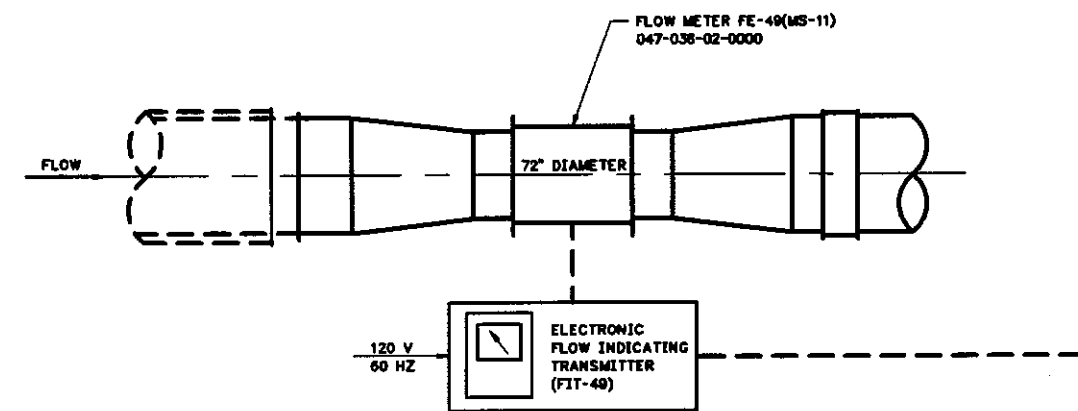 FLOW METER FE-49(MS-11)
047-036-02-0000
FLOW
72" DIAMETER
120 V
60 HZ
ELECTRONIC
FLOW INDICATING
TRANSMITTER
(FIT-49)